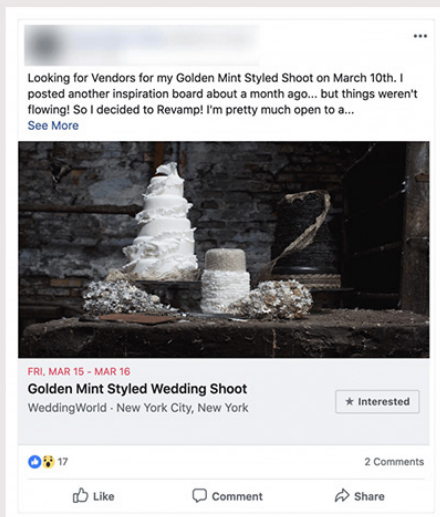 Looking for Vendors for my Golden Mint Styled Shoot on March 10th. I
posted another inspiration board about a month ago... but things weren't
flowing! So I decided to Revamp! I'm pretty much open to a...
See More
FRI, MAR 15 - MAR 16
Golden Mint Styled Wedding Shoot
WeddingWorld · New York City, New York
★ Interested
17
2 Comments
Like Comment Share